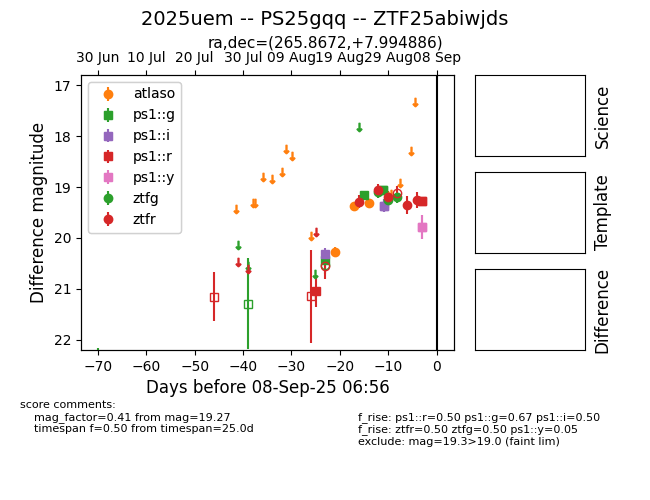 2025uem -- PS25gqq -- ZTF25abiwjds
ra,dec=(265.8672,+7.994886)
30 Jun 10 Jul 20 Jul 30 Jul 09 Aug 19 Aug 29 Aug 08 Sep
17
18
19
20
21
22
Difference magnitude
atlaso
ps1::g
ps1::i
ps1::r
ps1::y
ztfg
ztfr
−70 −60 −50 −40 −30 −20 −10 0
Days before 08-Sep-25 06:56
Science
Template
Difference
score comments:
mag_factor=0.41 from mag=19.27
timespan f=0.50 from timespan=25.0d
f_rise: ps1::r=0.50 ps1::g=0.67 ps1::i=0.50
f_rise: ztfr=0.50 ztfg=0.50 ps1::y=0.05
exclude: mag=19.3>19.0 (faint lim)